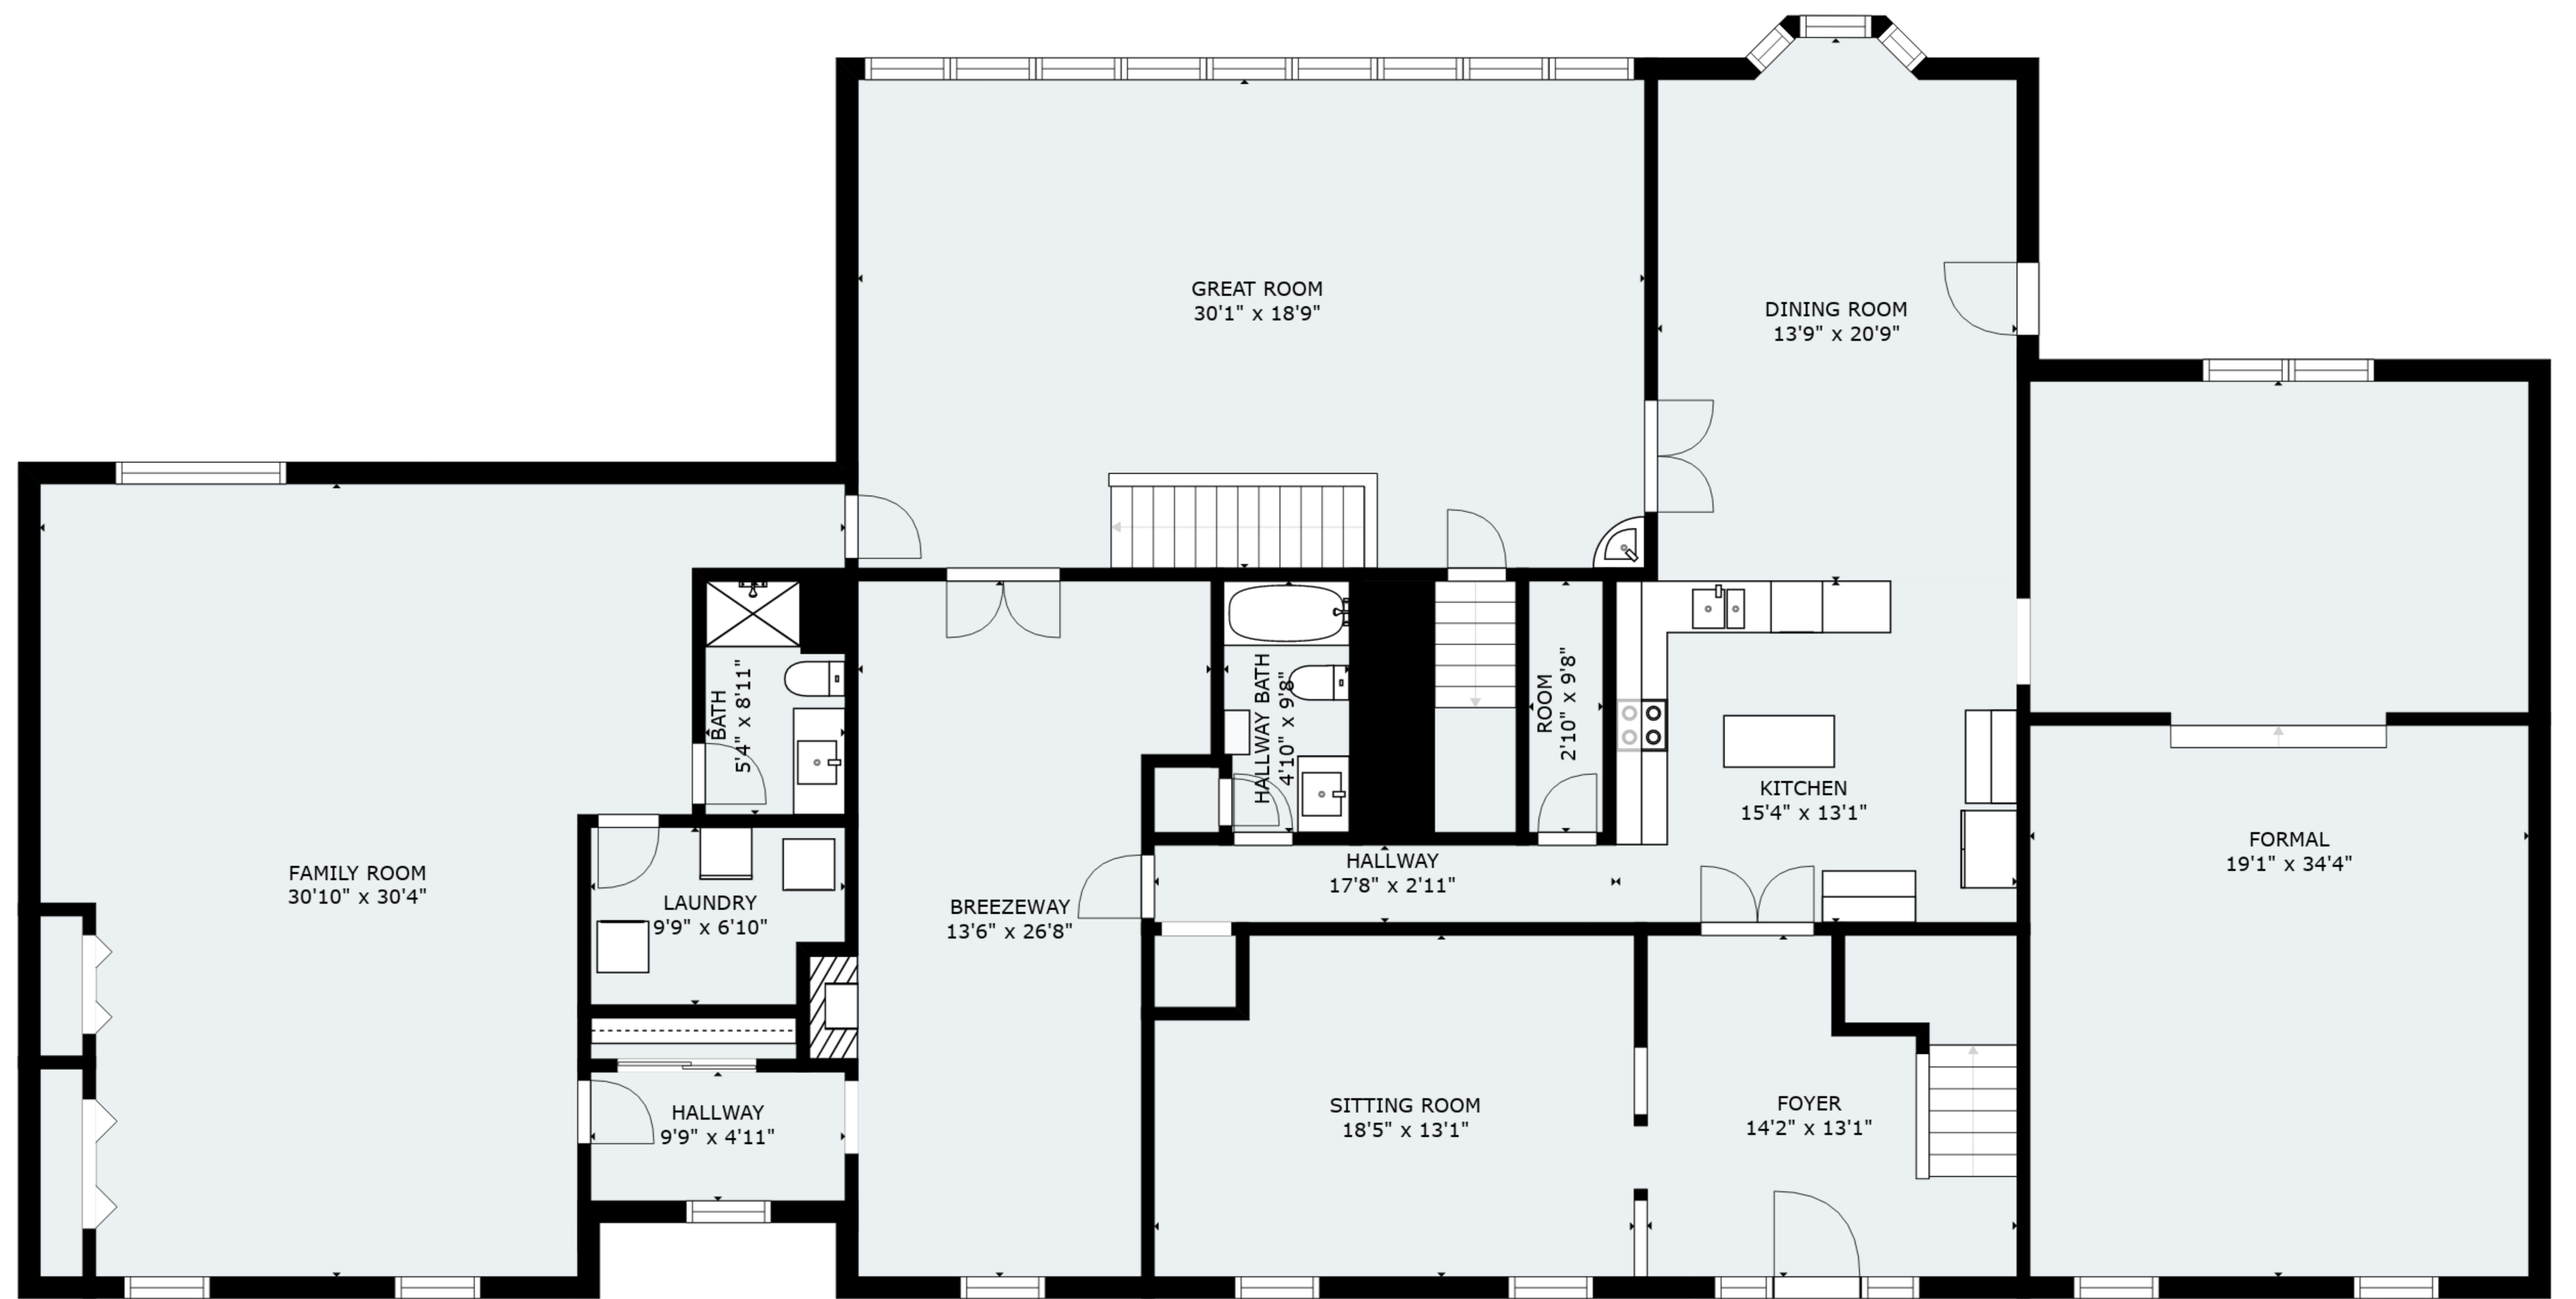 GREAT ROOM
30'1" x 18'9"
DINING ROOM
13'9" x 20'9"
BATH
5'4" x 8'11"
HALLWAY BATH
4'10" x 9'8"
ROOM
2'10" x 9'8"
KITCHEN
15'4" x 13'1"
FORMAL
19'1" x 34'4"
FAMILY ROOM
30'10" x 30'4"
LAUNDRY
9'9" x 6'10"
BREEZEWAY
13'6" x 26'8"
HALLWAY
17'8" x 2'11"
HALLWAY
9'9" x 4'11"
SITTING ROOM
18'5" x 13'1"
FOYER
14'2" x 13'1"